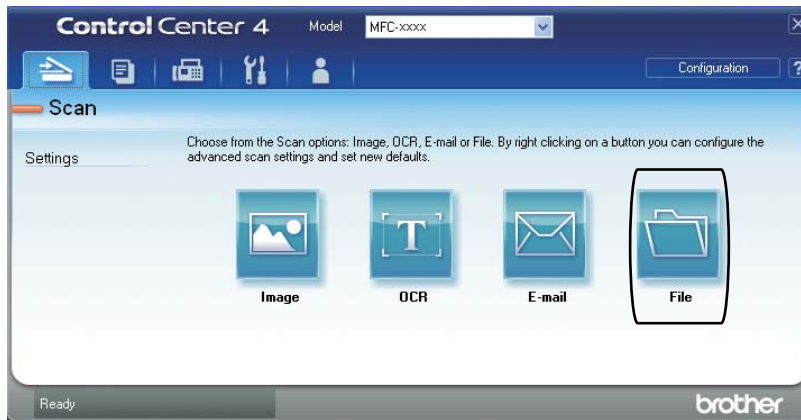 Control Center 4 Model MFC-xxxx X
Configuration ?
Scan
Settings
Choose from the Scan options: Image, OCR, E-mail or File. By right clicking on a button you can configure the
advanced scan settings and set new defaults.
T
Image OCR E-mail File
Ready brother